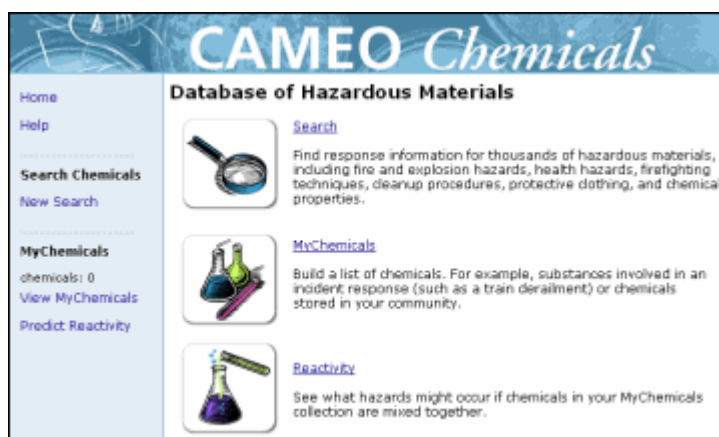 CAMEO Chemicals
Home
Help
Search Chemicals
New Search
MyChemicals
chemicals: 0
View MyChemicals
Predict Reactivity
Database of Hazardous Materials
Search
Find response information for thousands of hazardous materials,
including fire and explosion hazards, health hazards, firefighting
techniques, cleanup procedures, protective clothing, and chemical
properties.
MyChemicals
Build a list of chemicals. For example, substances involved in an
incident response (such as a train derailment) or chemicals
stored in your community.
Reactivity
See what hazards might occur if chemicals in your MyChemicals
collection are mixed together.